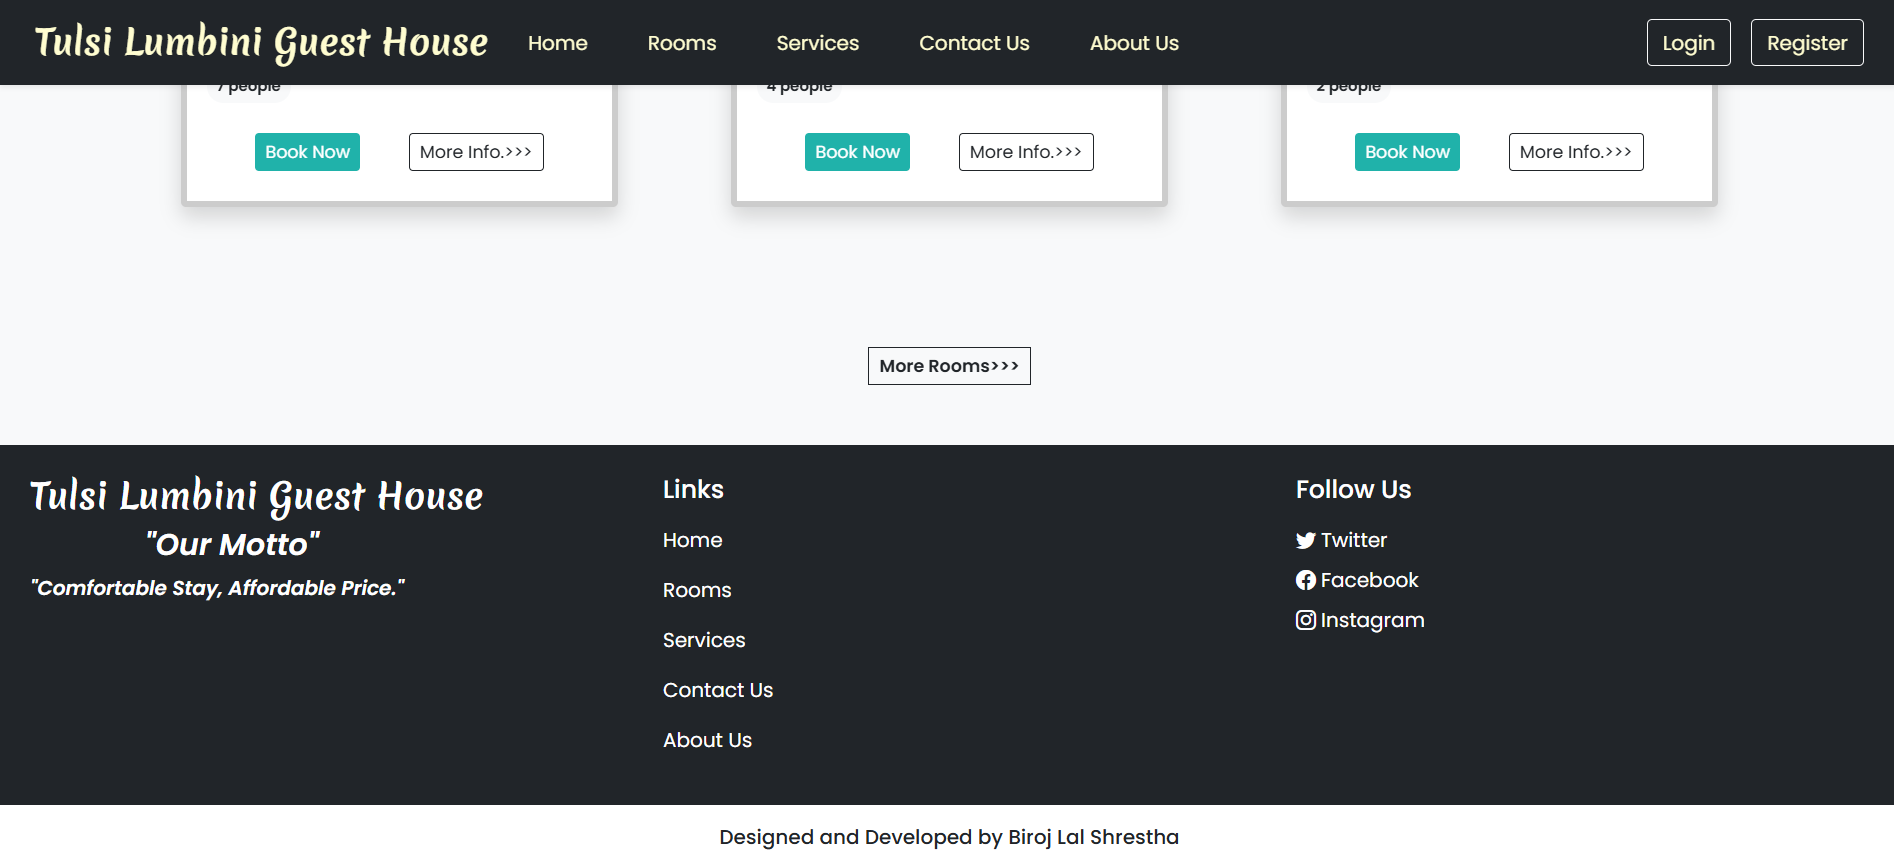 Tulsi Lumbini Guest House Home Rooms Services Contact Us About Us Login Register
7 people 4 people 2 people
Book Now More Info.>>> Book Now More Info.>>> Book Now More Info.>>>
More Rooms>>>
Tulsi Lumbini Guest House
"Our Motto"
"Comfortable Stay, Affordable Price."
Links
Home
Rooms
Services
Contact Us
About Us
Follow Us
Twitter
Facebook
Instagram
Designed and Developed by Biroj Lal Shrestha